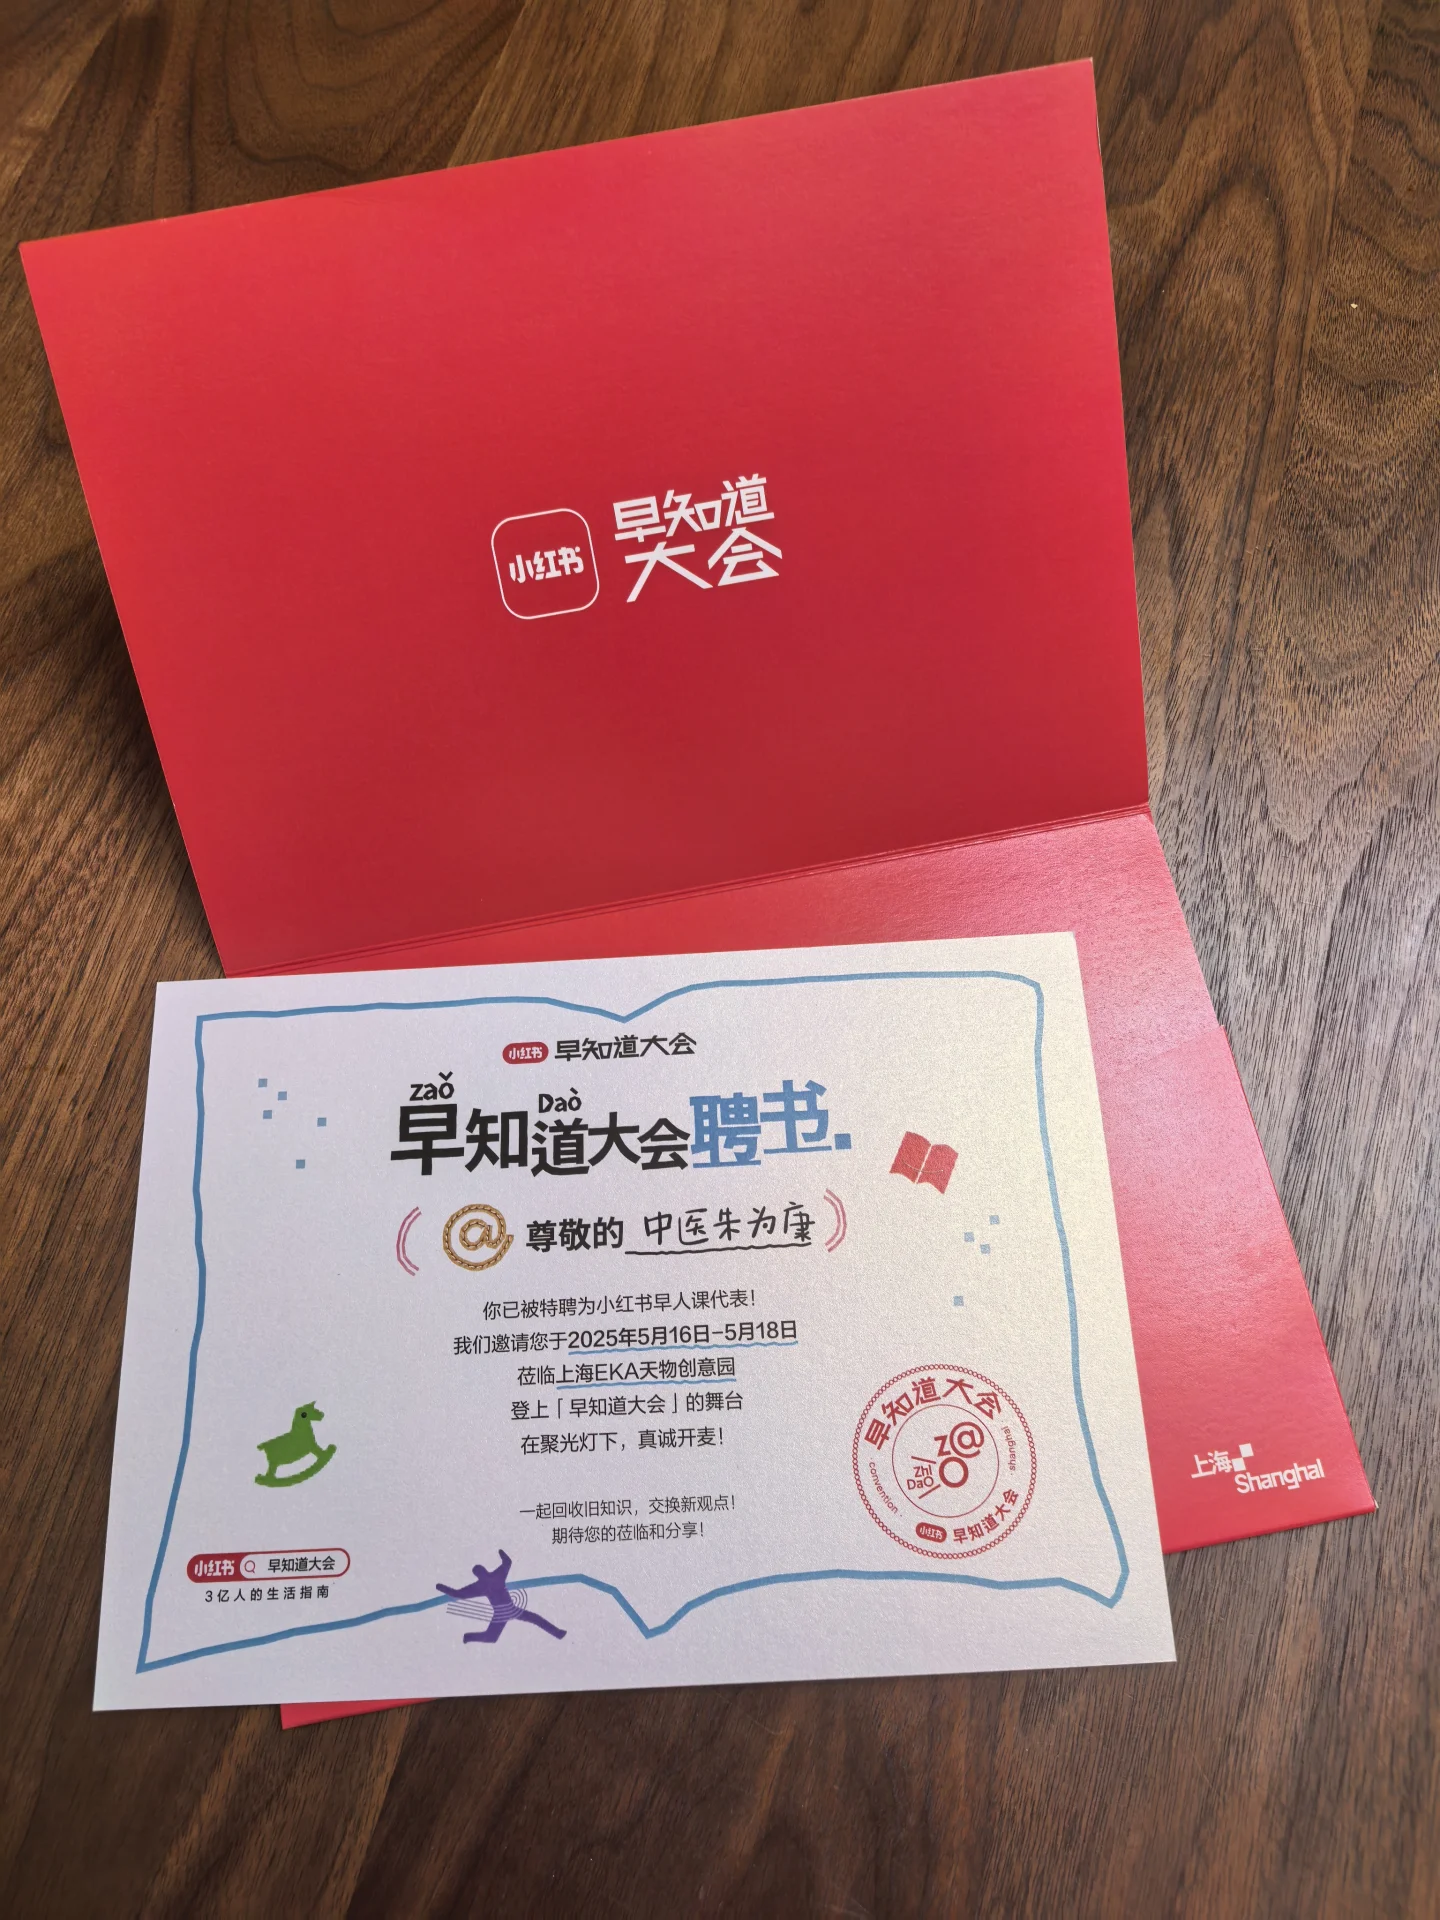 小红书
早知道
大会
小红书 早知道大会
zaǒ Daò
早知道大会聘书
@ 尊敬的 中医朱为康
你已被特聘为小红书早人课代表！
我们邀请您于2025年5月16日-5月18日
莅临上海EKA天物创意园
登上「早知道大会」的舞台
在聚光灯下，真诚开麦！
一起回收旧知识，交换新观点！
期待您的莅临和分享！
小红书 早知道大会
3亿人的生活指南
早知道大会
z@o
Zhī
Daò
convention
shanghai
小红书 早知道大会
上海
Shanghai